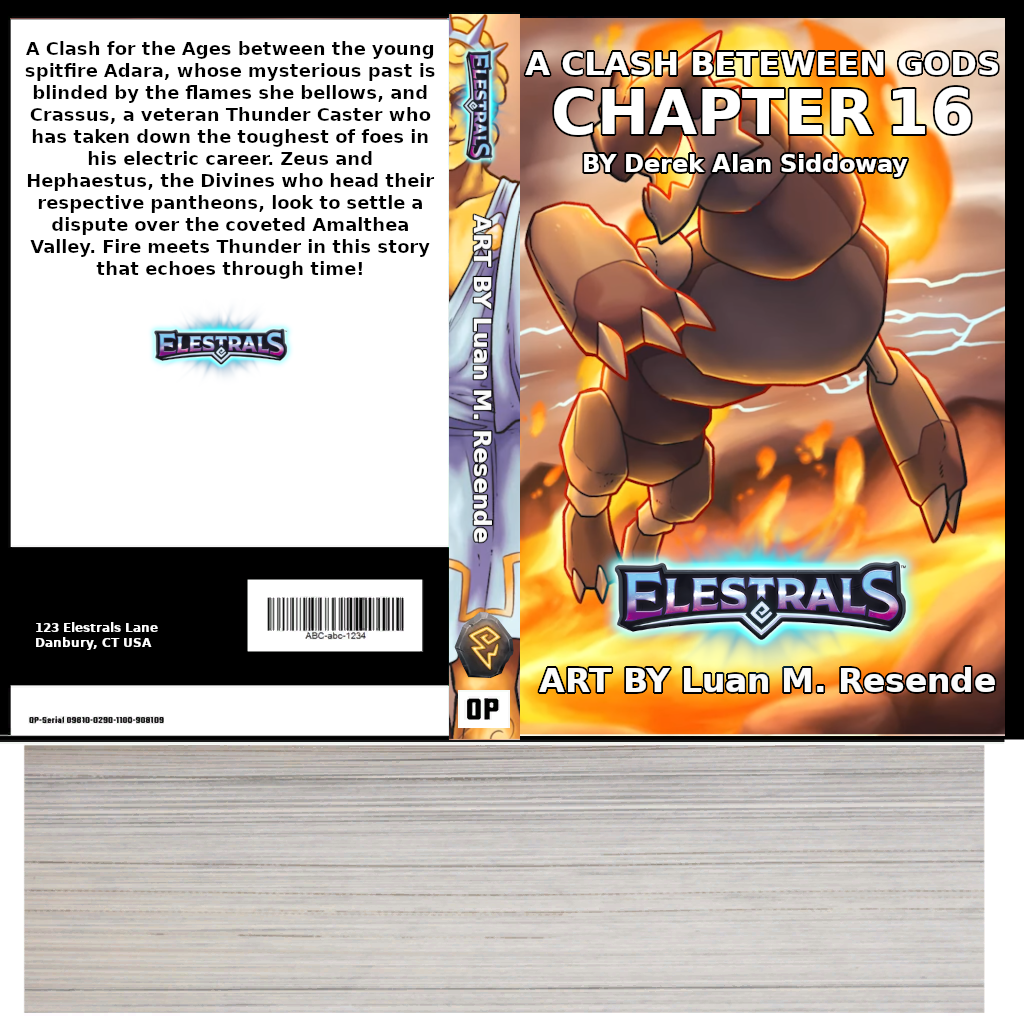 A Clash for the Ages between the young
spitfire Adara, whose mysterious past is
blinded by the flames she bellows, and
Crassus, a veteran Thunder Caster who
has taken down the toughest of foes in
his electric career. Zeus and
Hephaestus, the Divines who head their
respective pantheons, look to settle a
dispute over the coveted Amalthea
Valley. Fire meets Thunder in this story
that echoes through time!
ELESTRALS
123 Elestrals Lane
Danbury, CT USA
ABC-abc-1234
OP-Serial 09810-0290-1100-908109
ELESTRALS
ART BY Luan M. Resende
OP
A CLASH BETEWEEN GODS
CHAPTER 16
BY Derek Alan Siddoway
ELESTRALS™
ART BY Luan M. Resende